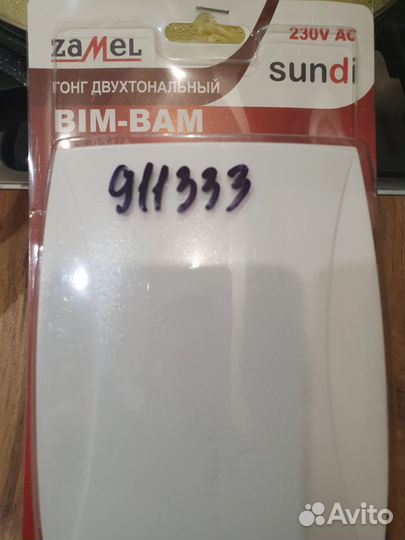 ZAMEL
230V AC
sundi
ГОНГ ДВУХТОНАЛЬНЫЙ
BIM-BAM
911333
Avito